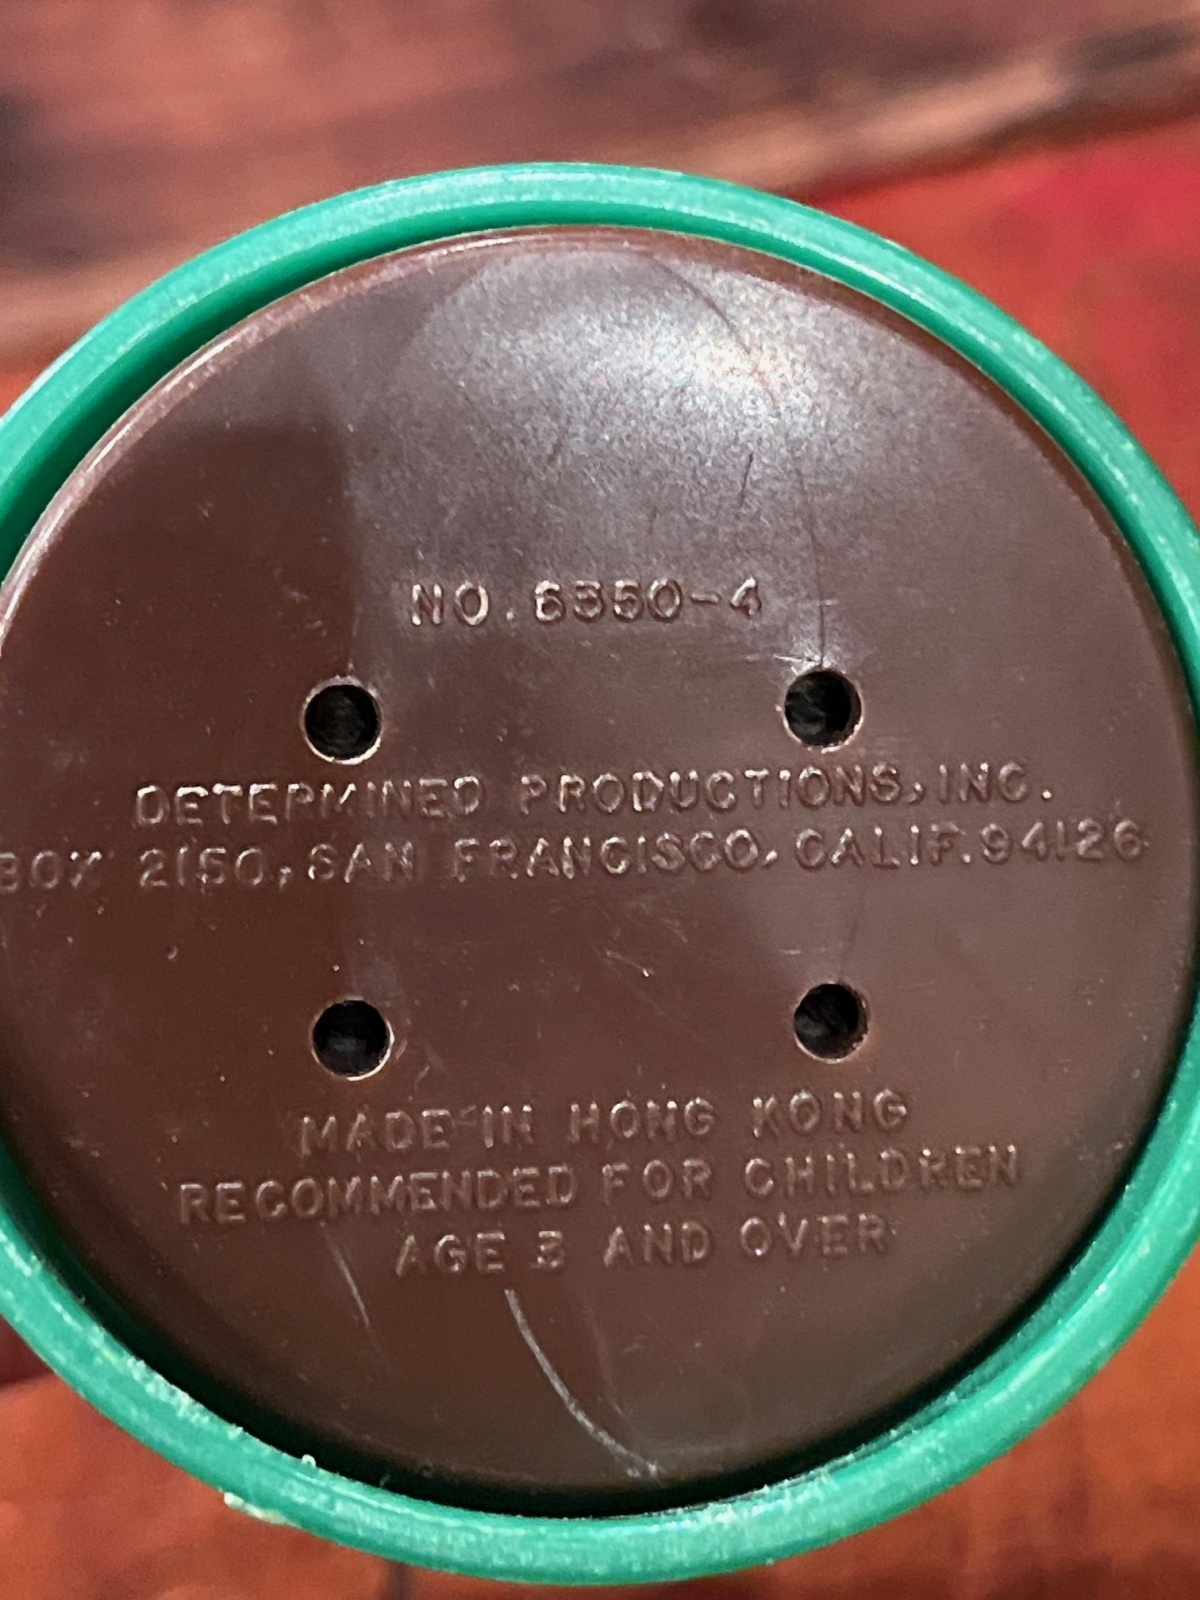 NO. 6350-4
DETERMINED PRODUCTIONS, INC.
BOX 2150, SAN FRANCISCO, CALIF. 94126
MADE IN HONG KONG
RECOMMENDED FOR CHILDREN
AGE 3 AND OVER